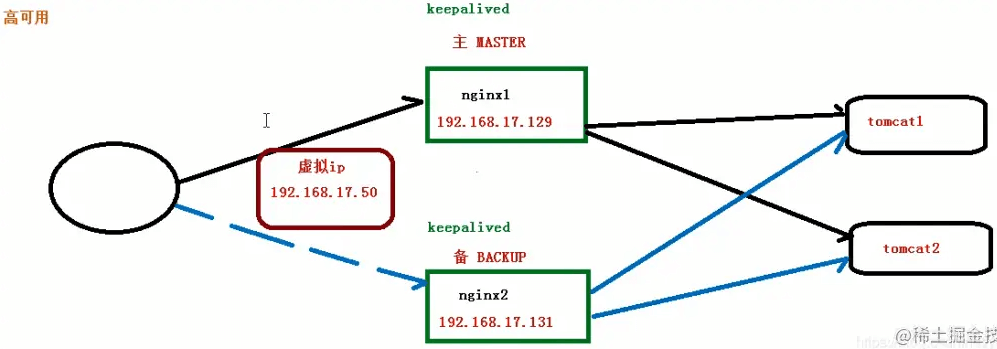 高可用
keepalived
主 MASTER
nginx1
192.168.17.129
tomcat1
虚拟ip
192.168.17.50
keepalived
备 BACKUP
tomcat2
nginx2
192.168.17.131
@稀土掘金技